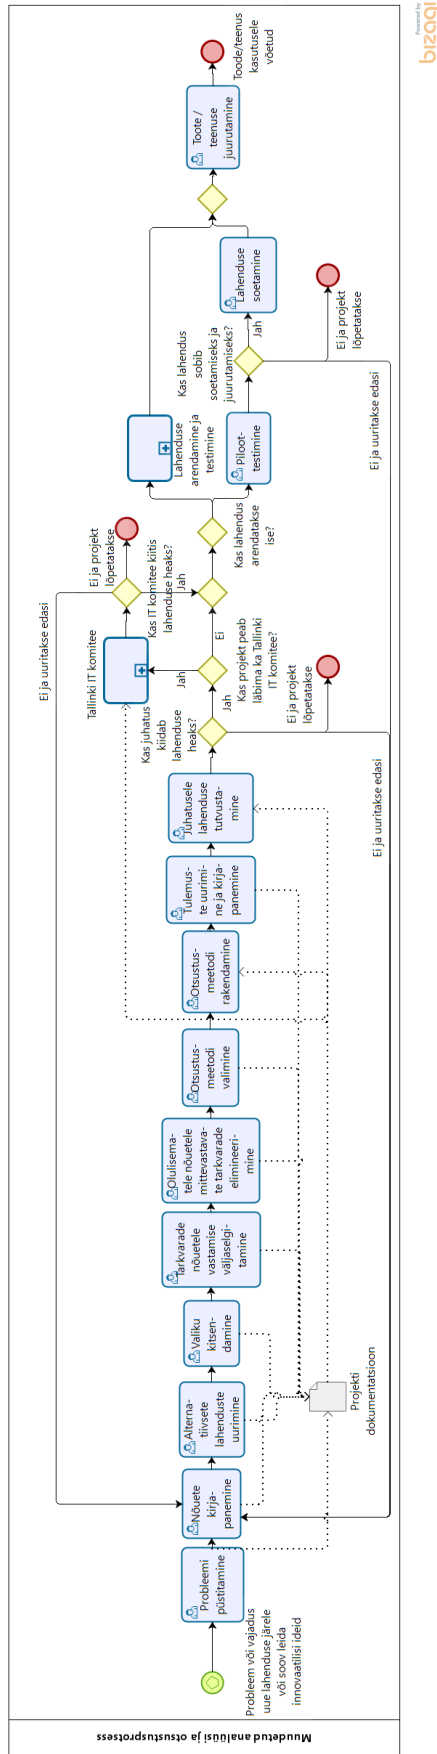 Muudetud analüüsi ja otsustusprotsess
Probleem või vajadus
uue lahenduse järele
või soov leida
innovaatilisi ideid
Probleemi
püstitamine
Nõuete
kirja-
panemine
Alterna-
tiivsete
lahenduste
uurimine
Valiku
kitsen-
damine
Tarkvarade
nõuetele
vastamise
väljaselgi-
tamine
Olulisema-
tele nõuetele
mittevastava-
te tarkvarade
elimineeri-
mine
Otsustus-
meetodi
valimine
Otsustus-
meetodi
rakendamine
Tulemus-
te uurimi-
ne ja kirja-
panemine
Juhatusele
lahenduse
tutvusta-
mine
Projekti
dokumentatsioon
Kas juhatus
kiidab
lahenduse
heaks?
Jah
Ei ja projekt
lõpetatakse
Ei ja uuritakse edasi
Kas projekt peab
läbima ka Tallinki
IT komitee?
Jah
Ei
Tallinki IT komitee
Kas IT komitee kiitis
lahenduse heaks?
Jah
Ei ja projekt
lõpetatakse
Ei ja uuritakse edasi
Kas lahendus
arendatakse
ise?
Lahenduse
arendamine ja
testimine
Piloot-
testimine
Kas lahendus
sobib
soetamiseks ja
juurutamiseks?
Jah
Ei ja projekt
lõpetatakse
Ei ja uuritakse edasi
Lahenduse
soetamine
Toote /
teenuse
juurutamine
Toode/teenus
kasutusele
võetud
Powered by
bizagi